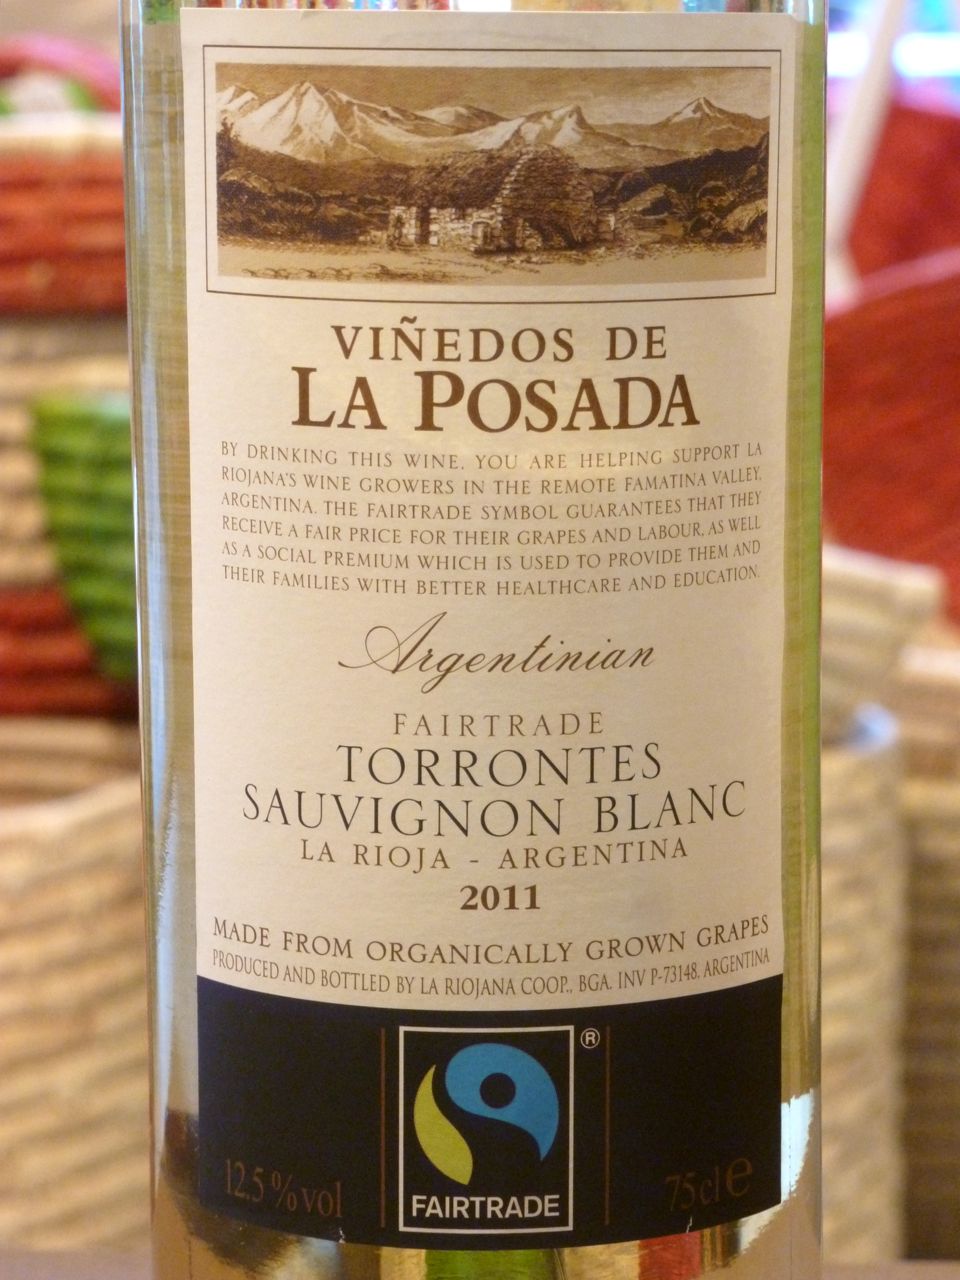 VIÑEDOS DE
LA POSADA
BY DRINKING THIS WINE, YOU ARE HELPING SUPPORT LA
RIOJANA'S WINE GROWERS IN THE REMOTE FAMATINA VALLEY,
ARGENTINA. THE FAIRTRADE SYMBOL GUARANTEES THAT THEY
RECEIVE A FAIR PRICE FOR THEIR GRAPES AND LABOUR, AS WELL
AS A SOCIAL PREMIUM WHICH IS USED TO PROVIDE THEM AND
THEIR FAMILIES WITH BETTER HEALTHCARE AND EDUCATION.
Argentinian
FAIRTRADE
TORRONTES
SAUVIGNON BLANC
LA RIOJA - ARGENTINA
2011
MADE FROM ORGANICALLY GROWN GRAPES
PRODUCED AND BOTTLED BY LA RIOJANA COOP., BGA. INV P-73148. ARGENTINA
®
12.5 % vol
75cl e
FAIRTRADE